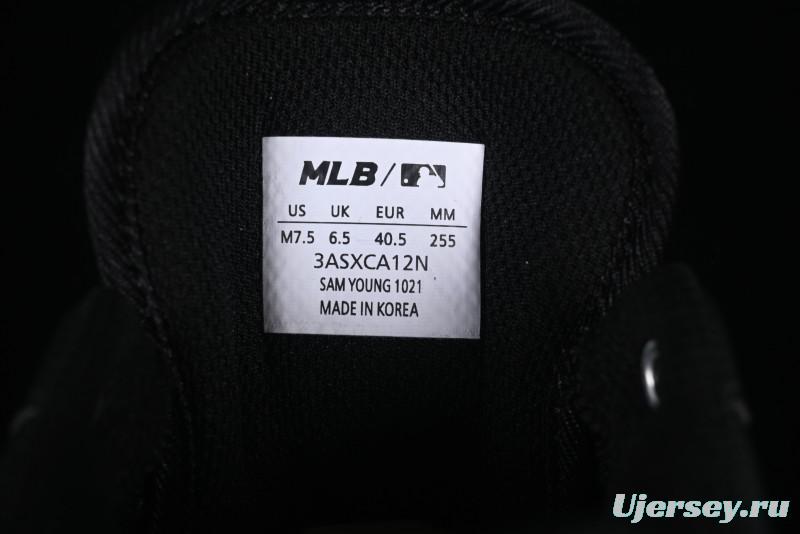 MLB /
US UK EUR MM
M7.5 6.5 40.5 255
3ASXCA12N
SAM YOUNG 1021
MADE IN KOREA
Ujersey.ru